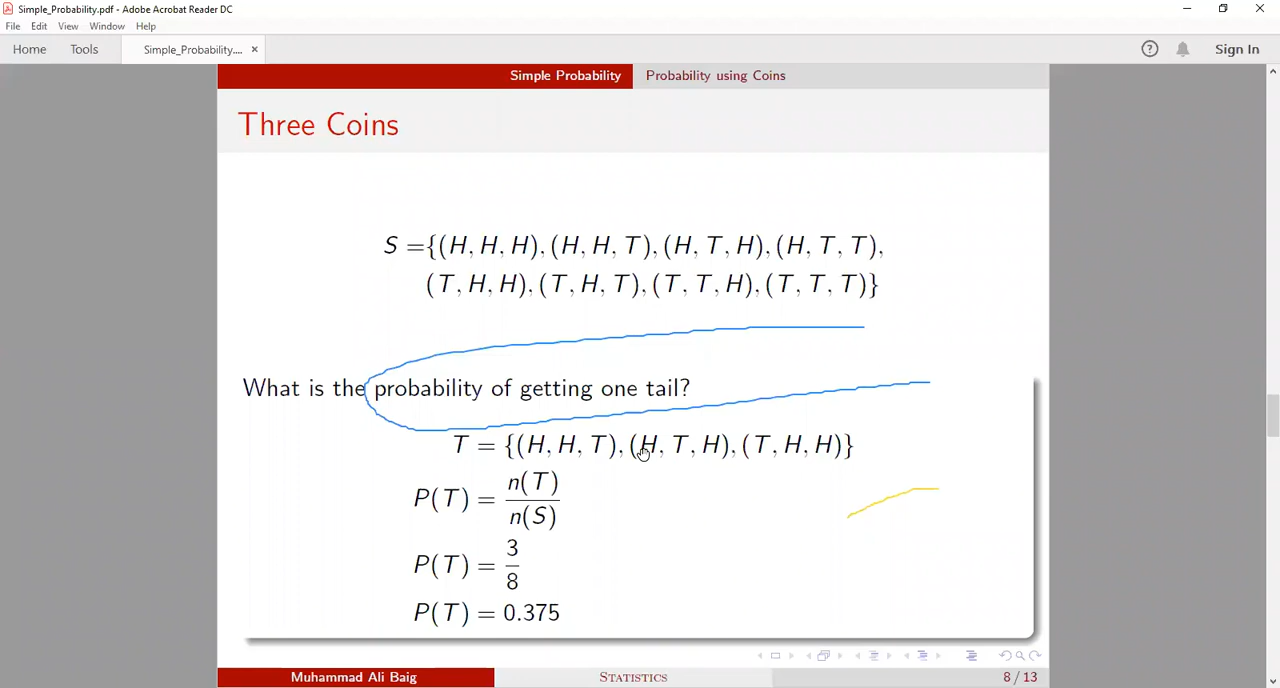 Simple_Probability.pdf - Adobe Acrobat Reader DC
File Edit View Window Help
Home Tools Simple_Probability.... × Sign In
Simple Probability Probability using Coins
Three Coins
S ={(H, H, H), (H, H, T), (H, T, H), (H, T, T),
(T, H, H), (T, H, T), (T, T, H), (T, T, T)}
What is the probability of getting one tail?
T = {(H, H, T), (H, T, H), (T, H, H)}
P(T) = n(T)/n(S)
P(T) = 3/8
P(T) = 0.375
Muhammad Ali Baig STATISTICS 8 / 13